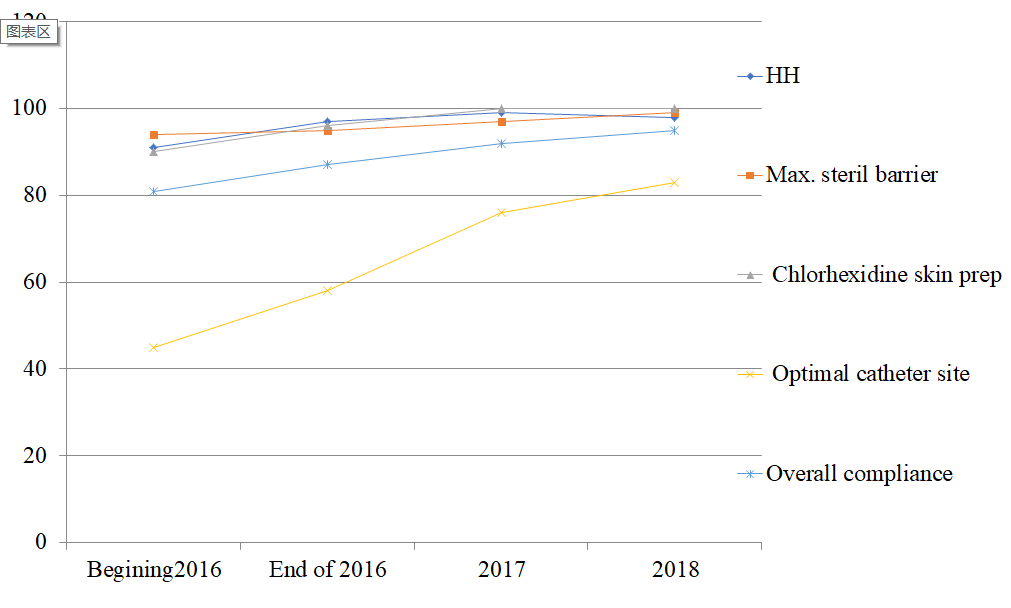 120
图表区
100
80
60
40
20
0
Begining2016
End of 2016
2017
2018
HH
Max. steril barrier
Chlorhexidine skin prep
Optimal catheter site
Overall compliance